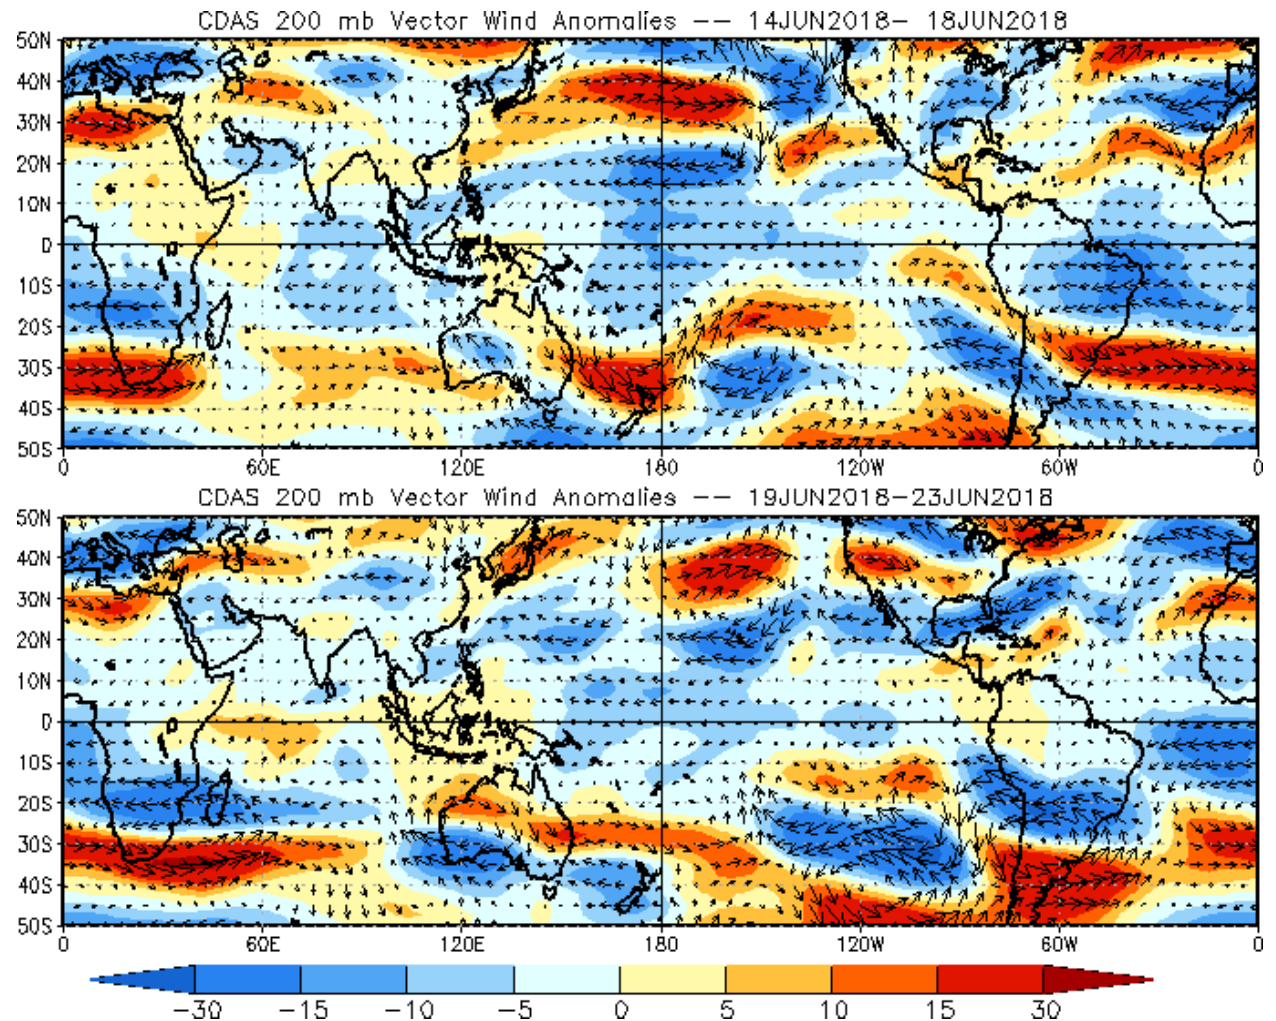 CDAS 200 mb Vector Wind Anomalies -- 14JUN2018- 18JUN2018
50N
40N
30N
20N
10N
0
10S
20S
30S
40S
50S
0 60E 120E 180 120W 60W 0
CDAS 200 mb Vector Wind Anomalies -- 19JUN2018-23JUN2018
50N
40N
30N
20N
10N
0
10S
20S
30S
40S
50S
0 60E 120E 180 120W 60W 0
-30 -15 -10 -5 0 5 10 15 30